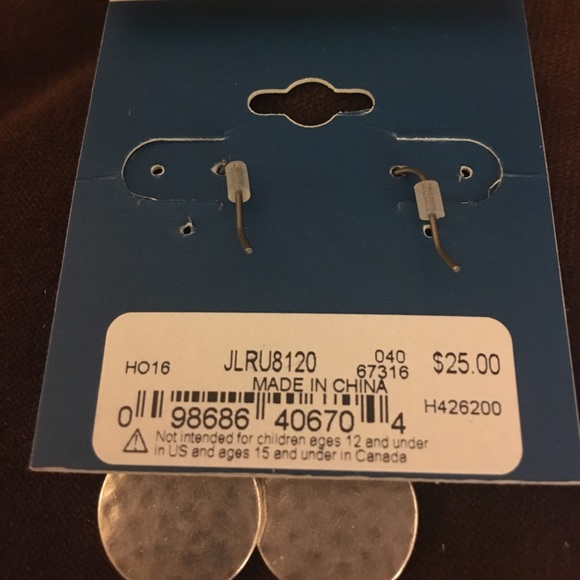 HO16 JLRU8120 040 $25.00
67316
MADE IN CHINA
H426200
0 98686 40670 4
Not intended for children ages 12 and under
in US and ages 15 and under in Canada